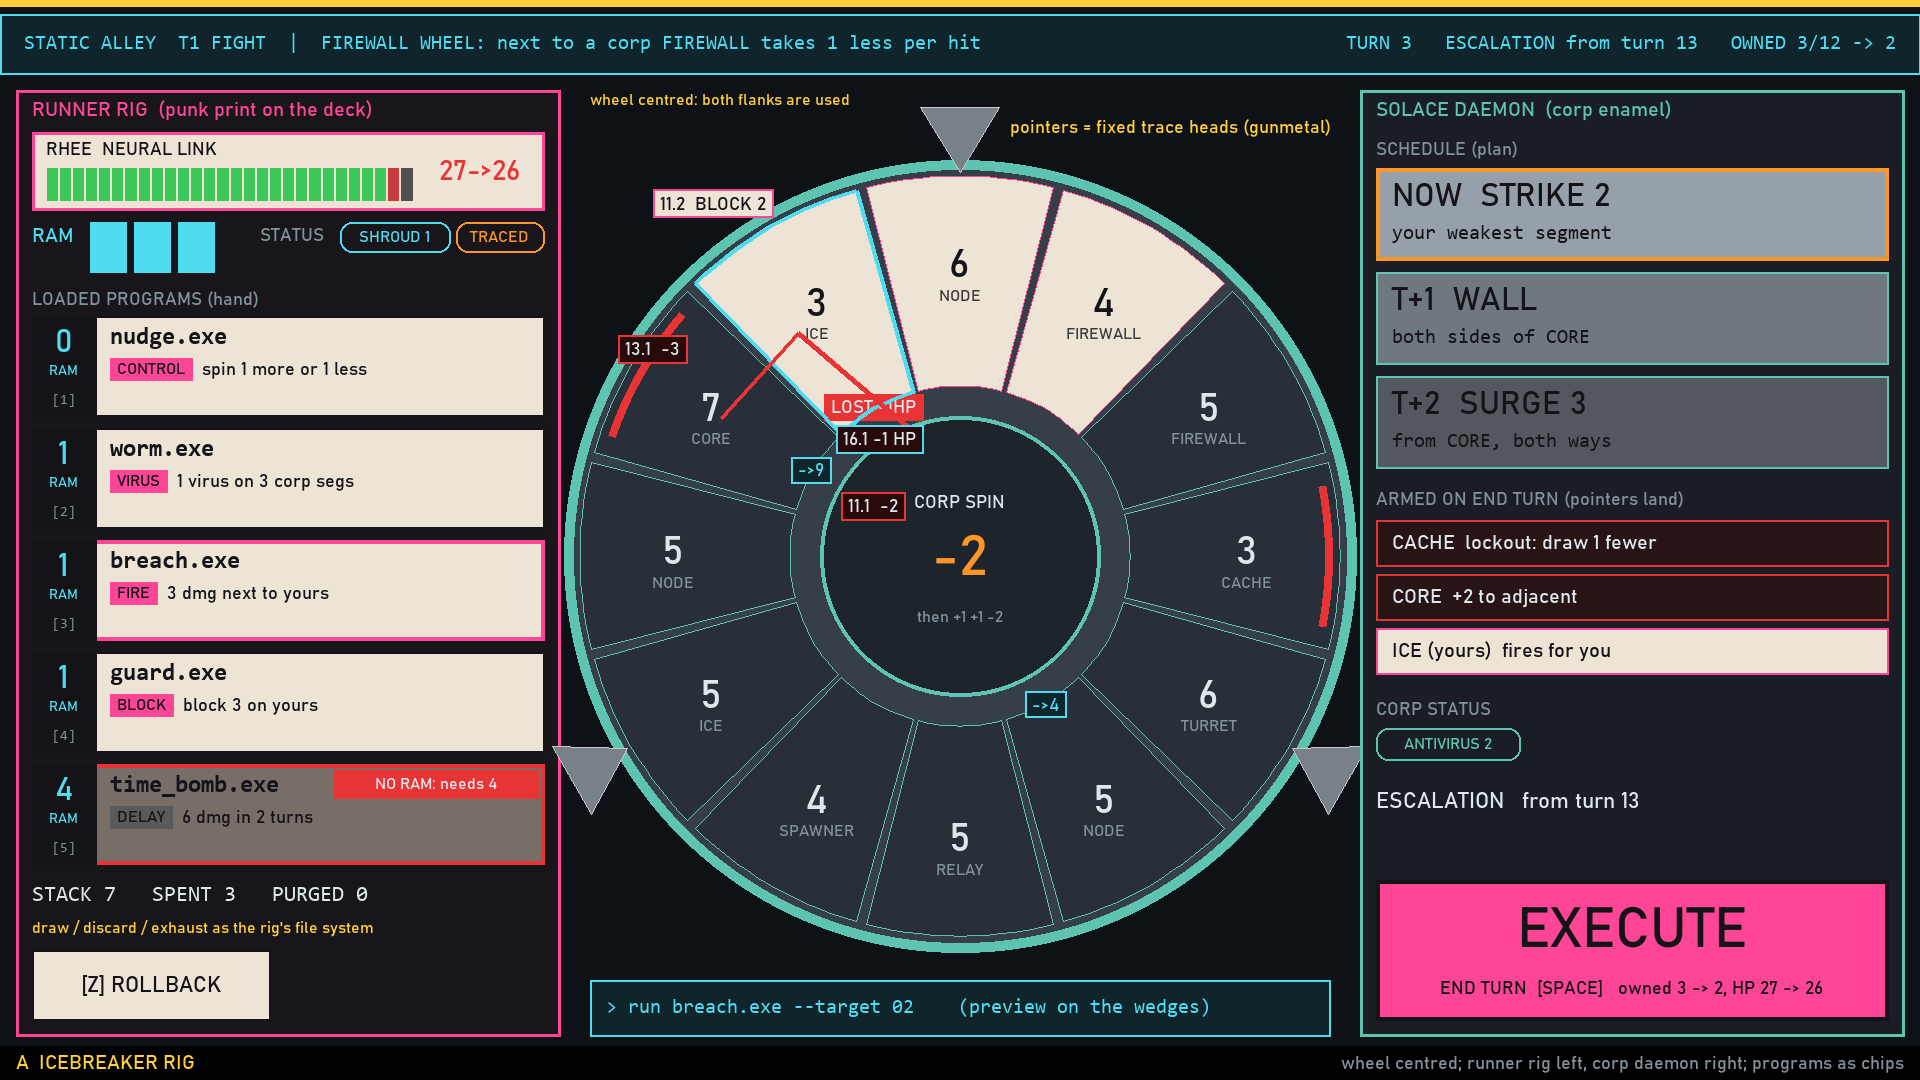 STATIC ALLEY  T1 FIGHT  |  FIREWALL WHEEL: next to a corp FIREWALL takes 1 less per hit
TURN 3   ESCALATION from turn 13   OWNED 3/12 -> 2
RUNNER RIG  (punk print on the deck)
RHEE  NEURAL LINK
27->26
RAM
STATUS
SHROUD 1
TRACED
LOADED PROGRAMS (hand)
0
RAM
[1]
nudge.exe
CONTROL
spin 1 more or 1 less
1
RAM
[2]
worm.exe
VIRUS
1 virus on 3 corp segs
1
RAM
[3]
breach.exe
FIRE
3 dmg next to yours
1
RAM
[4]
guard.exe
BLOCK
block 3 on yours
4
RAM
[5]
time_bomb.exe
NO RAM: needs 4
DELAY
6 dmg in 2 turns
STACK 7   SPENT 3   PURGED 0
draw / discard / exhaust as the rig's file system
[Z] ROLLBACK
wheel centred: both flanks are used
pointers = fixed trace heads (gunmetal)
11.2  BLOCK 2
6
NODE
3
ICE
4
FIREWALL
13.1  -3
7
CORE
5
FIREWALL
LOST HP
16.1 -1 HP
->9
11.1  -2
CORP SPIN
-2
then +1 +1 -2
5
NODE
3
CACHE
5
ICE
6
TURRET
->4
4
SPAWNER
5
RELAY
5
NODE
> run breach.exe --target 02    (preview on the wedges)
SOLACE DAEMON  (corp enamel)
SCHEDULE (plan)
NOW  STRIKE 2
your weakest segment
T+1  WALL
both sides of CORE
T+2  SURGE 3
from CORE, both ways
ARMED ON END TURN (pointers land)
CACHE  lockout: draw 1 fewer
CORE  +2 to adjacent
ICE (yours)  fires for you
CORP STATUS
ANTIVIRUS 2
ESCALATION   from turn 13
EXECUTE
END TURN  [SPACE]   owned 3 -> 2, HP 27 -> 26
A  ICEBREAKER RIG
wheel centred; runner rig left, corp daemon right; programs as chips